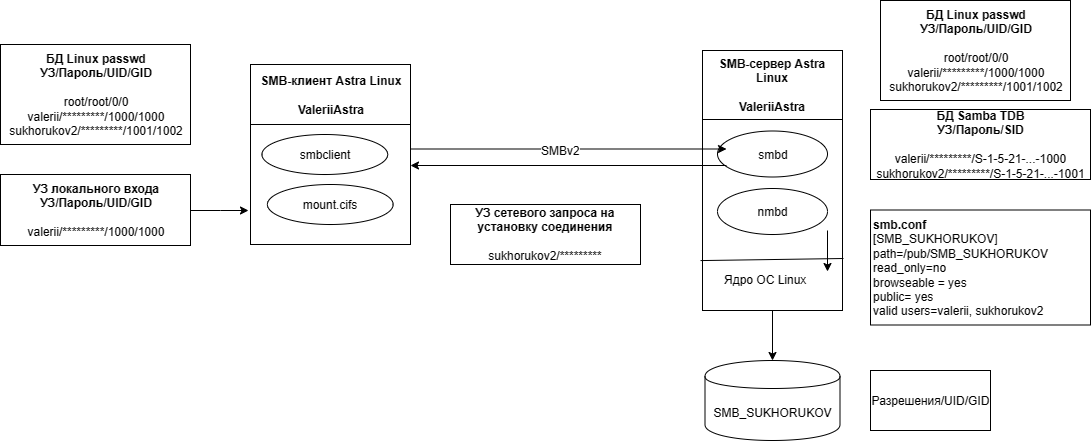 БД Linux passwd
УЗ/Пароль/UID/GID
root/root/0/0
valerii/*********/1000/1000
sukhorukov2/*********/1001/1002
УЗ локального входа
УЗ/Пароль/UID/GID
valerii/*********/1000/1000
SMB-клиент Astra Linux
ValeriiAstra
smbclient
mount.cifs
SMBv2
УЗ сетевого запроса на
установку соединения
sukhorukov2/*********
SMB-сервер Astra
Linux
ValeriiAstra
smbd
nmbd
Ядро ОС Linux
SMB_SUKHORUKOV
БД Linux passwd
УЗ/Пароль/UID/GID
root/root/0/0
valerii/*********/1000/1000
sukhorukov2/*********/1001/1002
БД Samba TDB
УЗ/Пароль/SID
valerii/*********/S-1-5-21-...-1000
sukhorukov2/*********/S-1-5-21-...-1001
smb.conf
[SMB_SUKHORUKOV]
path=/pub/SMB_SUKHORUKOV
read_only=no
browseable = yes
public= yes
valid users=valerii, sukhorukov2
Разрешения/UID/GID